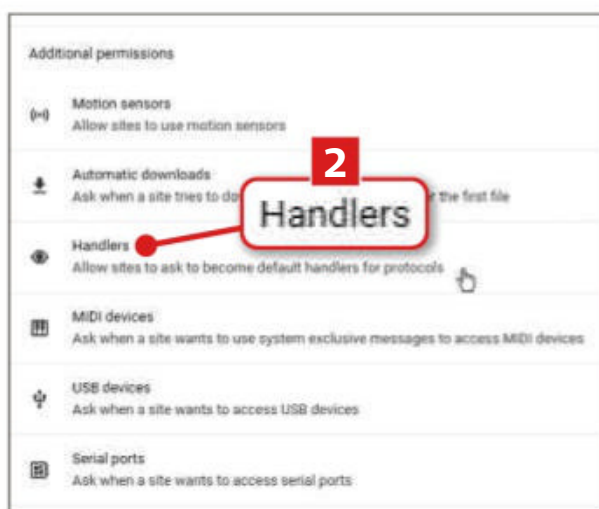 Additional permissions
Motion sensors
Allow sites to use motion sensors
2
Automatic downloads
Ask when a site tries to do r the first file
Handlers
Handlers
Allow sites to ask to become default handlers for protocols
MIDI devices
Ask when a site wants to use system exclusive messages to access MIDI devices
USB devices
Ask when a site wants to access USB devices
Serial ports
Ask when a site wants to access serial ports